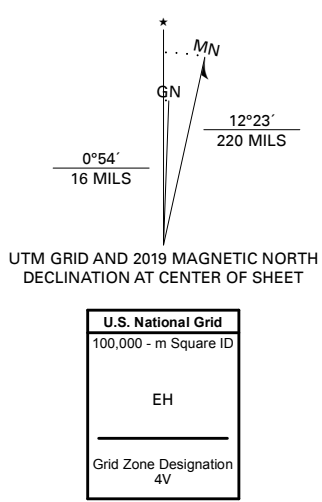 ★
MN
GN
12°23´
220 MILS
0°54´
16 MILS
UTM GRID AND 2019 MAGNETIC NORTH
DECLINATION AT CENTER OF SHEET
U.S. National Grid
100,000 - m Square ID
EH
Grid Zone Designation
4V